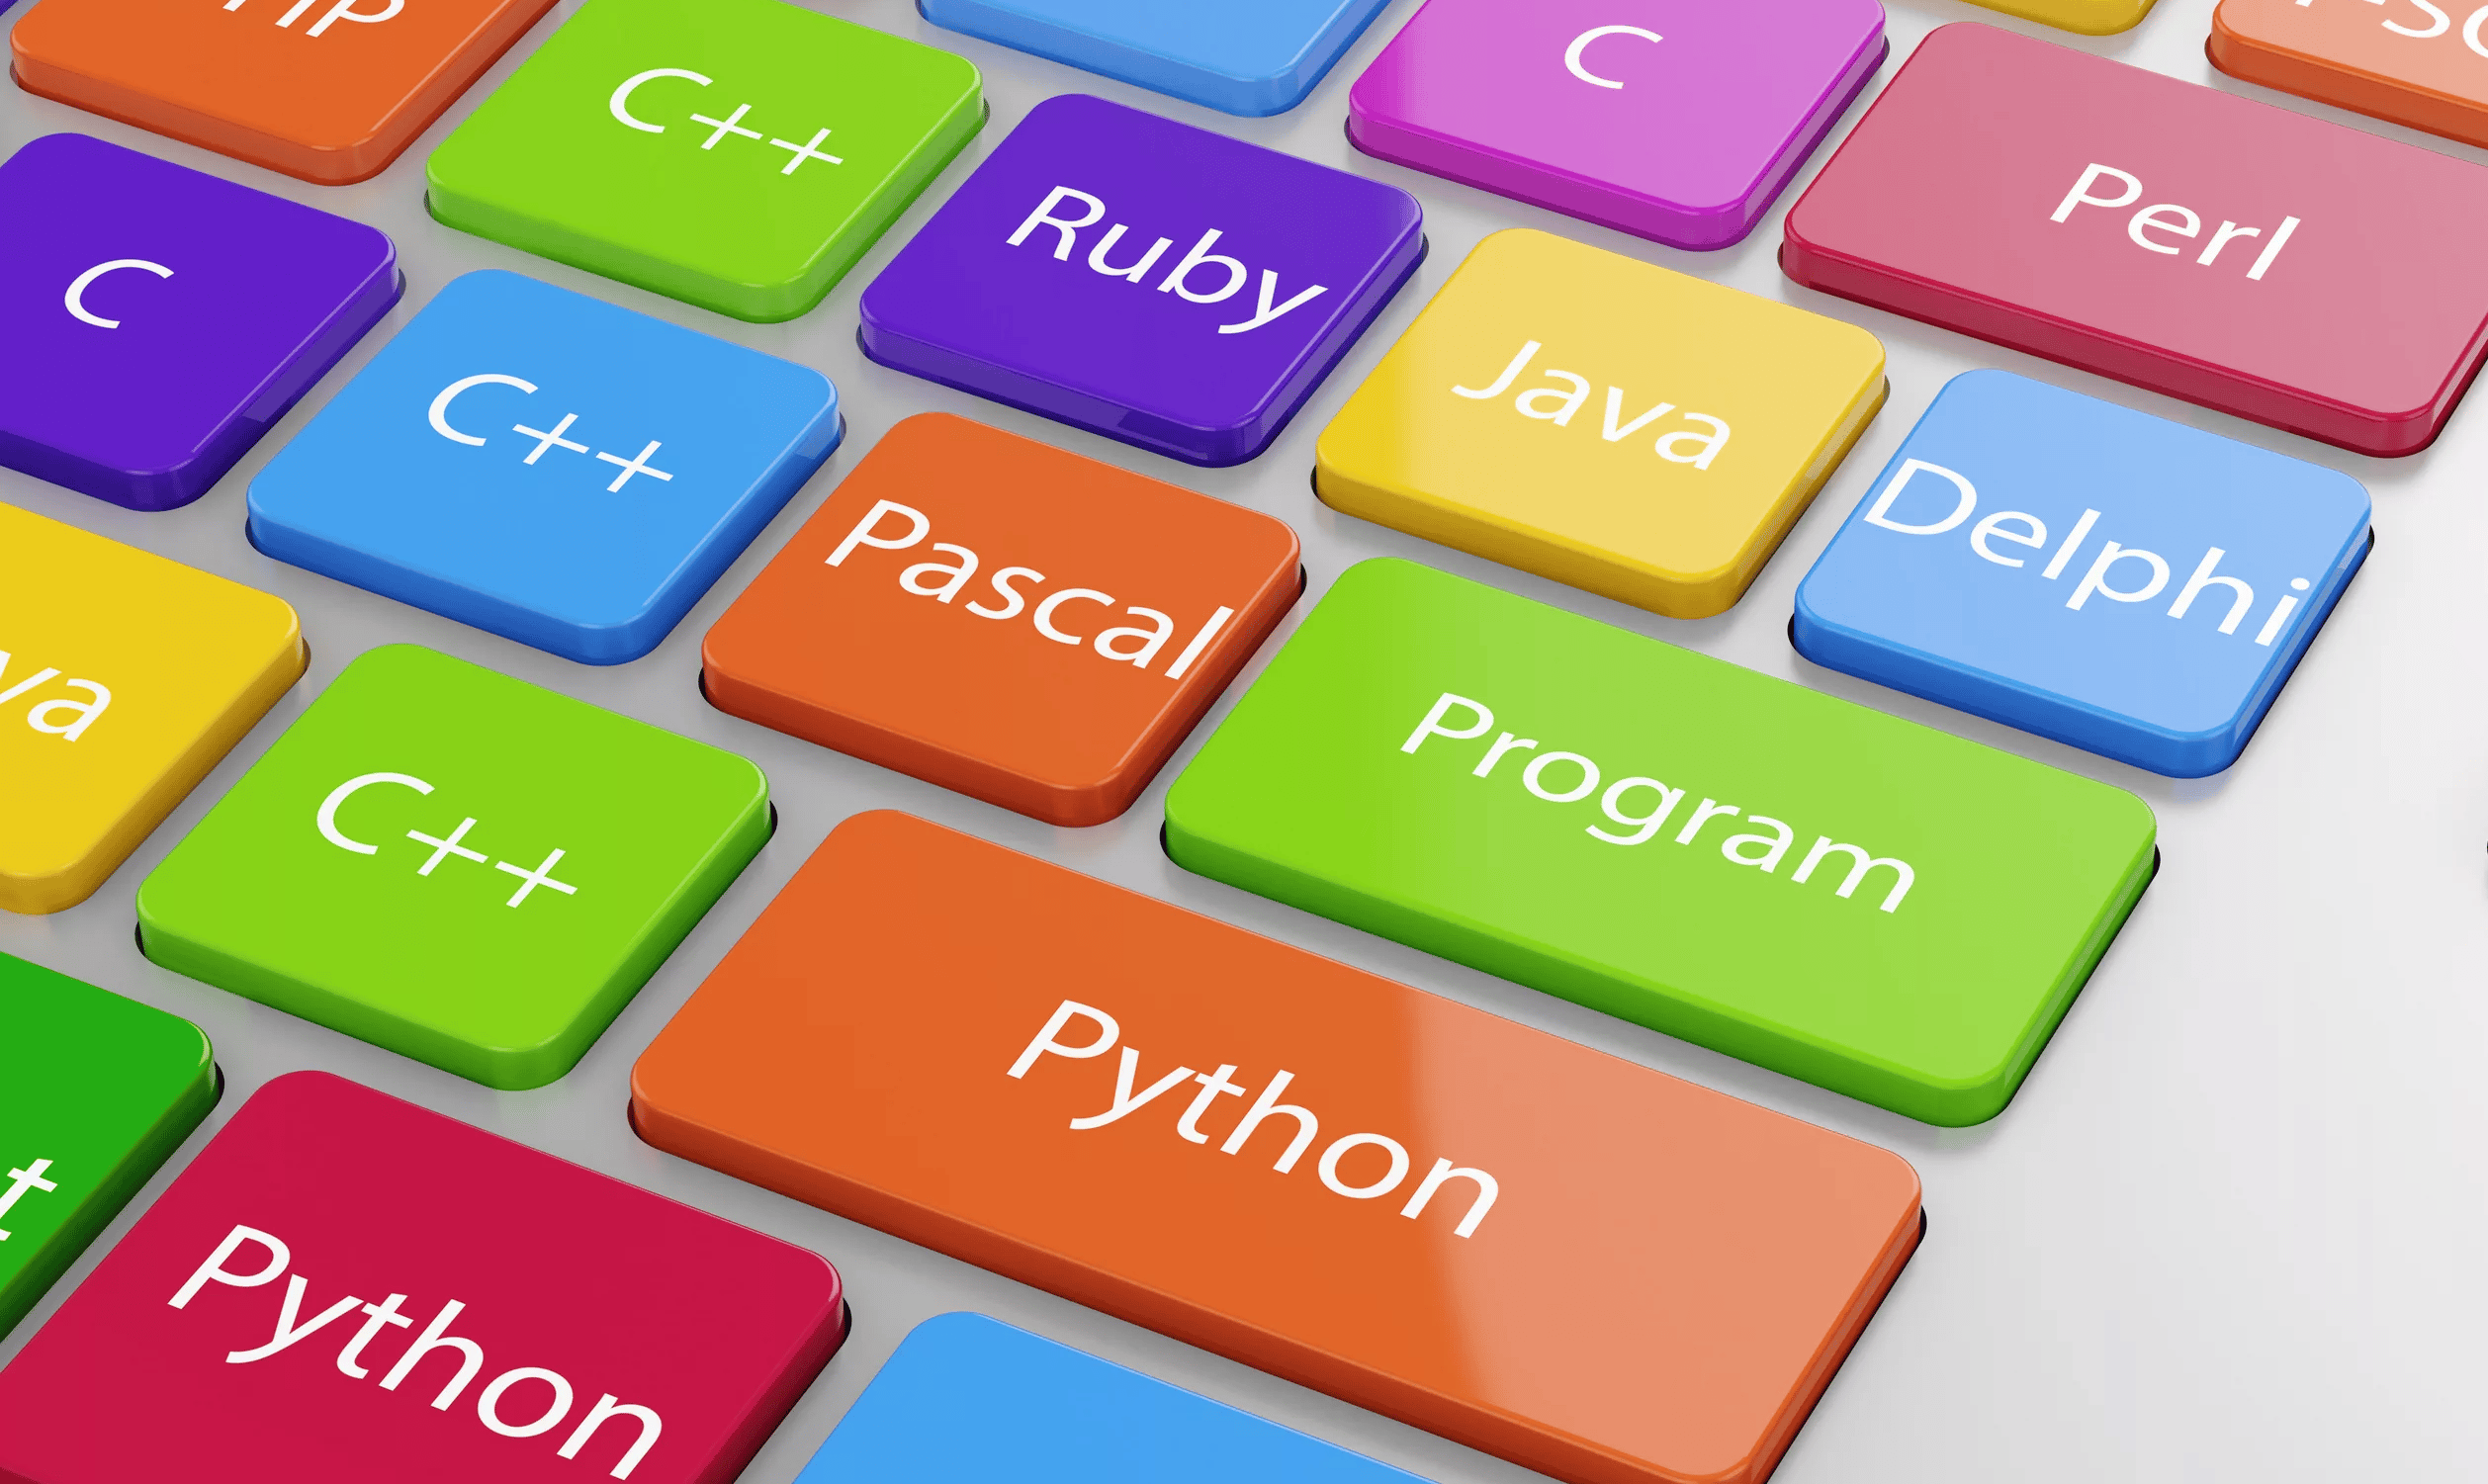 C++
C
Perl
C
C++
Ruby
Java
Delphi
Pascal
C++
Program
Python
Python